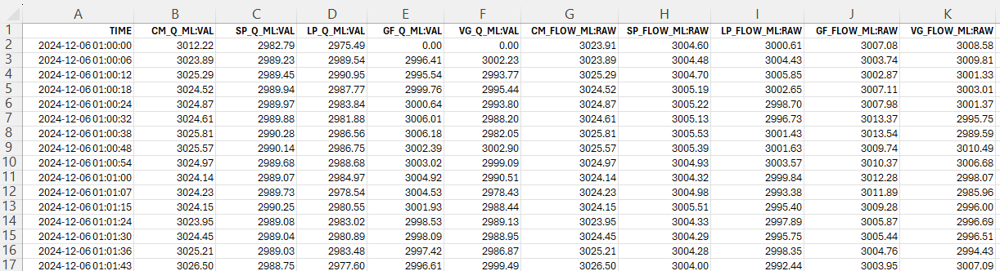 A B C D E F G H I J K
1 TIME CM_Q_ML:VAL SP_Q_ML:VAL LP_Q_ML:VAL GF_Q_ML:VAL VG_Q_ML:VAL CM_FLOW_ML:RAW SP_FLOW_ML:RAW LP_FLOW_ML:RAW GF_FLOW_ML:RAW VG_FLOW_ML:RAW
2 2024-12-06 01:00:00 3012.22 2982.79 2975.49 0.00 0.00 3023.91 3004.60 3000.61 3007.08 3008.58
3 2024-12-06 01:00:06 3023.89 2989.23 2989.54 2996.41 3002.23 3023.89 3004.48 3004.43 3003.74 3009.81
4 2024-12-06 01:00:12 3025.29 2989.45 2990.95 2995.54 2993.77 3025.29 3004.70 3005.85 3002.87 3001.33
5 2024-12-06 01:00:18 3024.52 2989.94 2987.77 2999.76 2995.44 3024.52 3005.19 3002.65 3007.11 3003.01
6 2024-12-06 01:00:24 3024.87 2989.97 2983.84 3000.64 2993.80 3024.87 3005.22 2998.70 3007.98 3001.37
7 2024-12-06 01:00:32 3024.61 2989.88 2981.88 3006.01 2988.20 3024.61 3005.13 2996.73 3013.37 2995.75
8 2024-12-06 01:00:38 3025.81 2990.28 2986.56 3006.18 2982.05 3025.81 3005.53 3001.43 3013.54 2989.59
9 2024-12-06 01:00:48 3025.57 2990.14 2986.75 3002.39 3002.90 3025.57 3005.39 3001.63 3009.74 3010.49
10 2024-12-06 01:00:54 3024.97 2989.68 2988.68 3003.02 2999.09 3024.97 3004.93 3003.57 3010.37 3006.68
11 2024-12-06 01:01:00 3024.14 2989.07 2984.97 3004.92 2990.51 3024.14 3004.32 2999.84 3012.28 2998.07
12 2024-12-06 01:01:07 3024.23 2989.73 2978.54 3004.53 2978.43 3024.23 3004.98 2993.38 3011.89 2985.96
13 2024-12-06 01:01:15 3024.15 2990.25 2980.55 3001.93 2988.44 3024.15 3005.51 2995.40 3009.28 2996.00
14 2024-12-06 01:01:24 3023.95 2989.08 2983.02 2998.53 2989.13 3023.95 3004.33 2997.89 3005.87 2996.69
15 2024-12-06 01:01:30 3024.45 2989.04 2980.89 2998.09 2988.95 3024.45 3004.29 2995.75 3005.44 2996.51
16 2024-12-06 01:01:36 3025.21 2989.03 2983.48 2997.42 2986.87 3025.21 3004.28 2998.35 3004.76 2994.43
17 2024-12-06 01:01:43 3026.50 2988.75 2977.60 2996.61 2999.49 3026.50 3004.00 2992.44 3003.95 3007.09